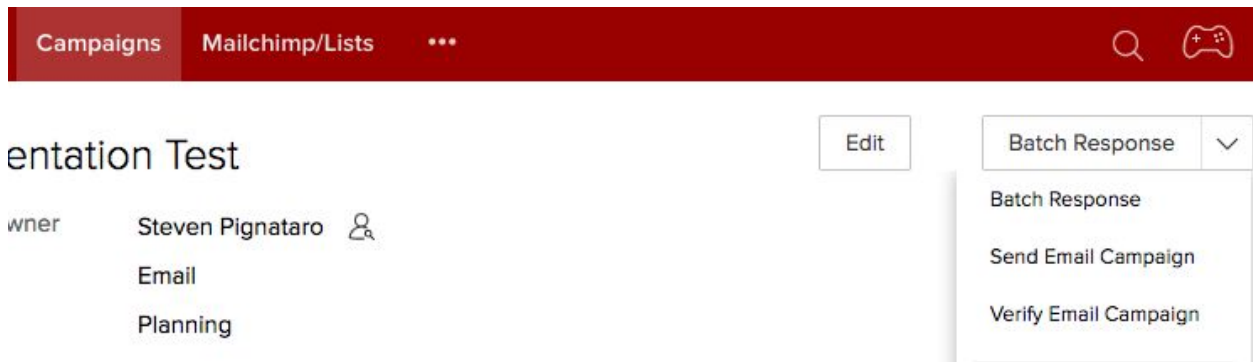 Campaigns Mailchimp/Lists •••
entation Test Edit Batch Response
wner Steven Pignataro Batch Response
Email Send Email Campaign
Planning Verify Email Campaign